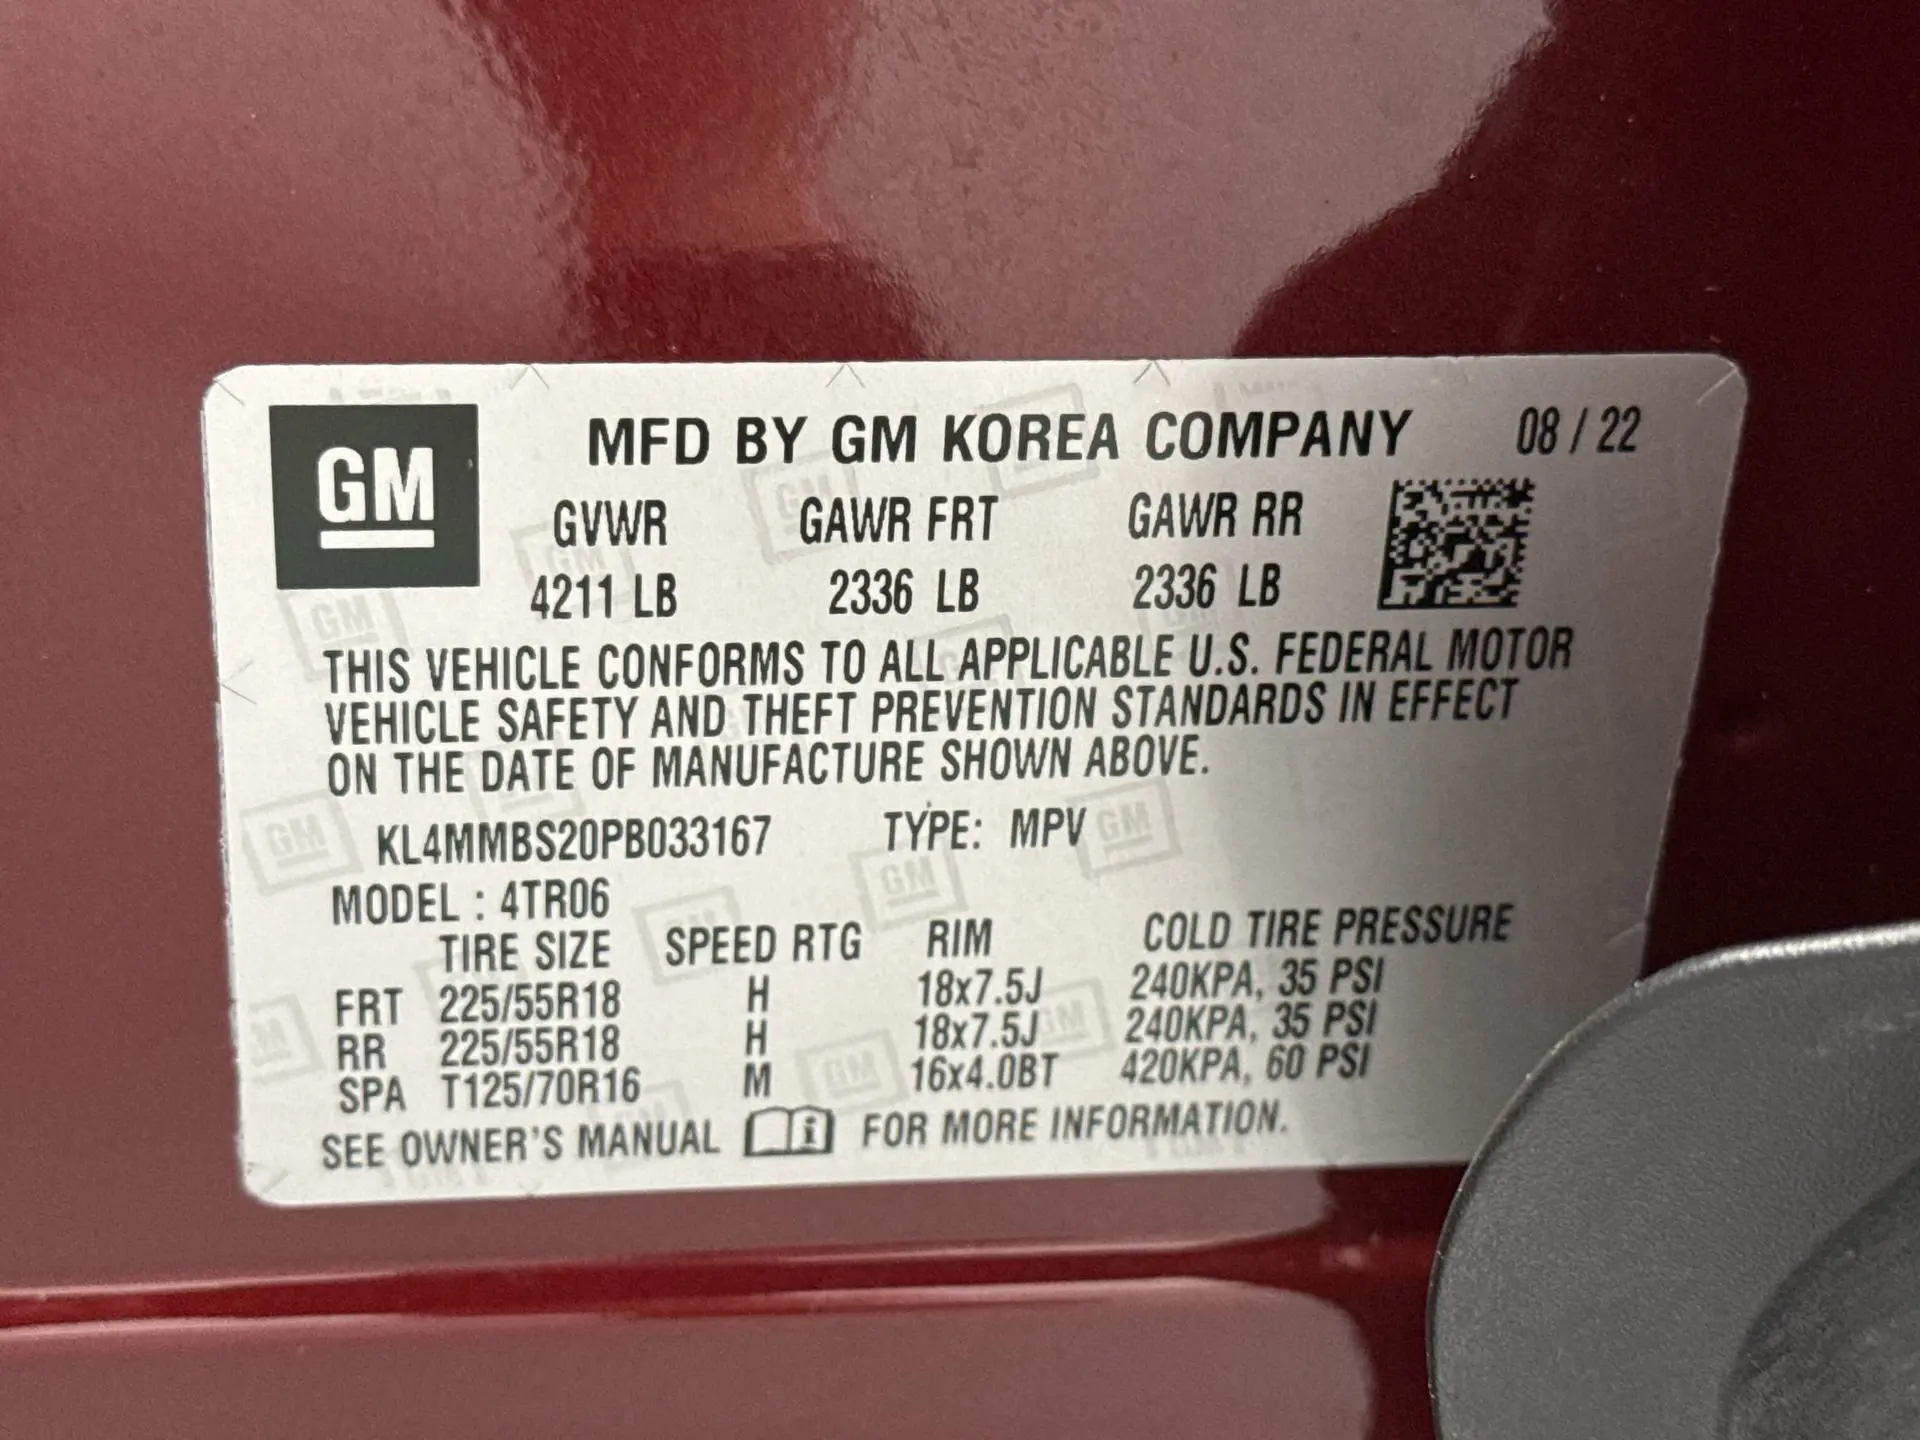 GM
MFD BY GM KOREA COMPANY 08 / 22
GVWR GAWR FRT GAWR RR
4211 LB 2336 LB 2336 LB
THIS VEHICLE CONFORMS TO ALL APPLICABLE U.S. FEDERAL MOTOR
VEHICLE SAFETY AND THEFT PREVENTION STANDARDS IN EFFECT
ON THE DATE OF MANUFACTURE SHOWN ABOVE.
KL4MMBS20PB033167 TYPE: MPV
MODEL : 4TR06
TIRE SIZE SPEED RTG RIM COLD TIRE PRESSURE
FRT 225/55R18 H 18x7.5J 240KPA, 35 PSI
RR 225/55R18 H 18x7.5J 240KPA, 35 PSI
SPA T125/70R16 M 16x4.0BT 420KPA, 60 PSI
SEE OWNER'S MANUAL i FOR MORE INFORMATION.